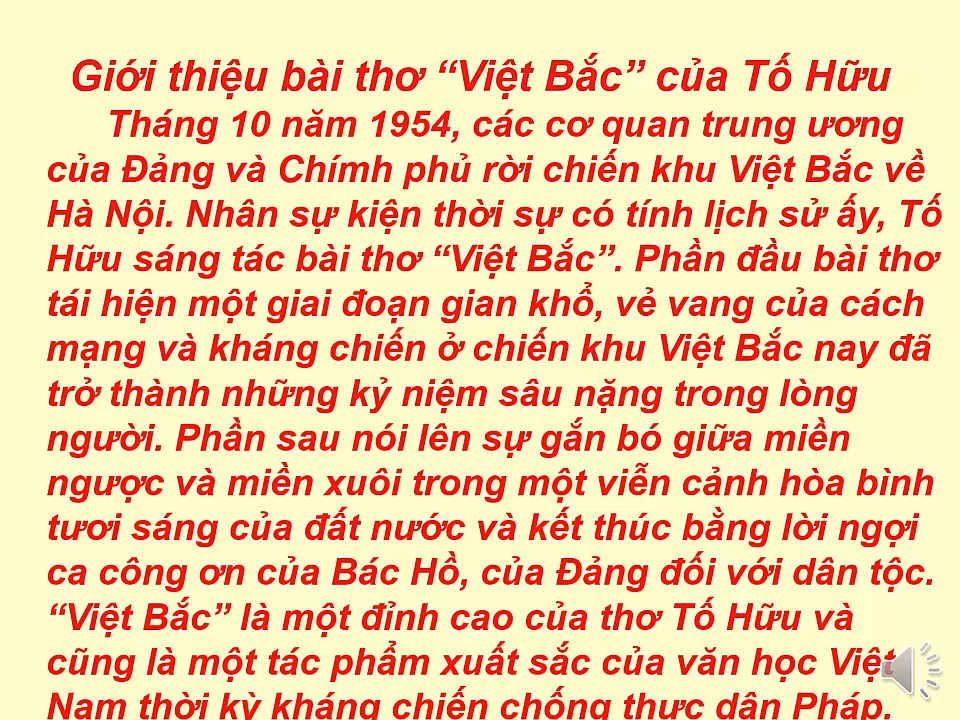 Giới thiệu bài thơ “Việt Bắc” của Tố Hữu
Tháng 10 năm 1954, các cơ quan trung ương
của Đảng và Chímh phủ rời chiến khu Việt Bắc về
Hà Nội. Nhân sự kiện thời sự có tính lịch sử ấy, Tố
Hữu sáng tác bài thơ “Việt Bắc”. Phần đầu bài thơ
tái hiện một giai đoạn gian khổ, vẻ vang của cách
mạng và kháng chiến ở chiến khu Việt Bắc nay đã
trở thành những kỷ niệm sâu nặng trong lòng
người. Phần sau nói lên sự gắn bó giữa miền
ngược và miền xuôi trong một viễn cảnh hòa bình
tươi sáng của đất nước và kết thúc bằng lời ngợi
ca công ơn của Bác Hồ, của Đảng đối với dân tộc.
“Việt Bắc” là một đỉnh cao của thơ Tố Hữu và
cũng là một tác phẩm xuất sắc của văn học Việt
Nam thời kỳ kháng chiến chống thực dân Pháp.